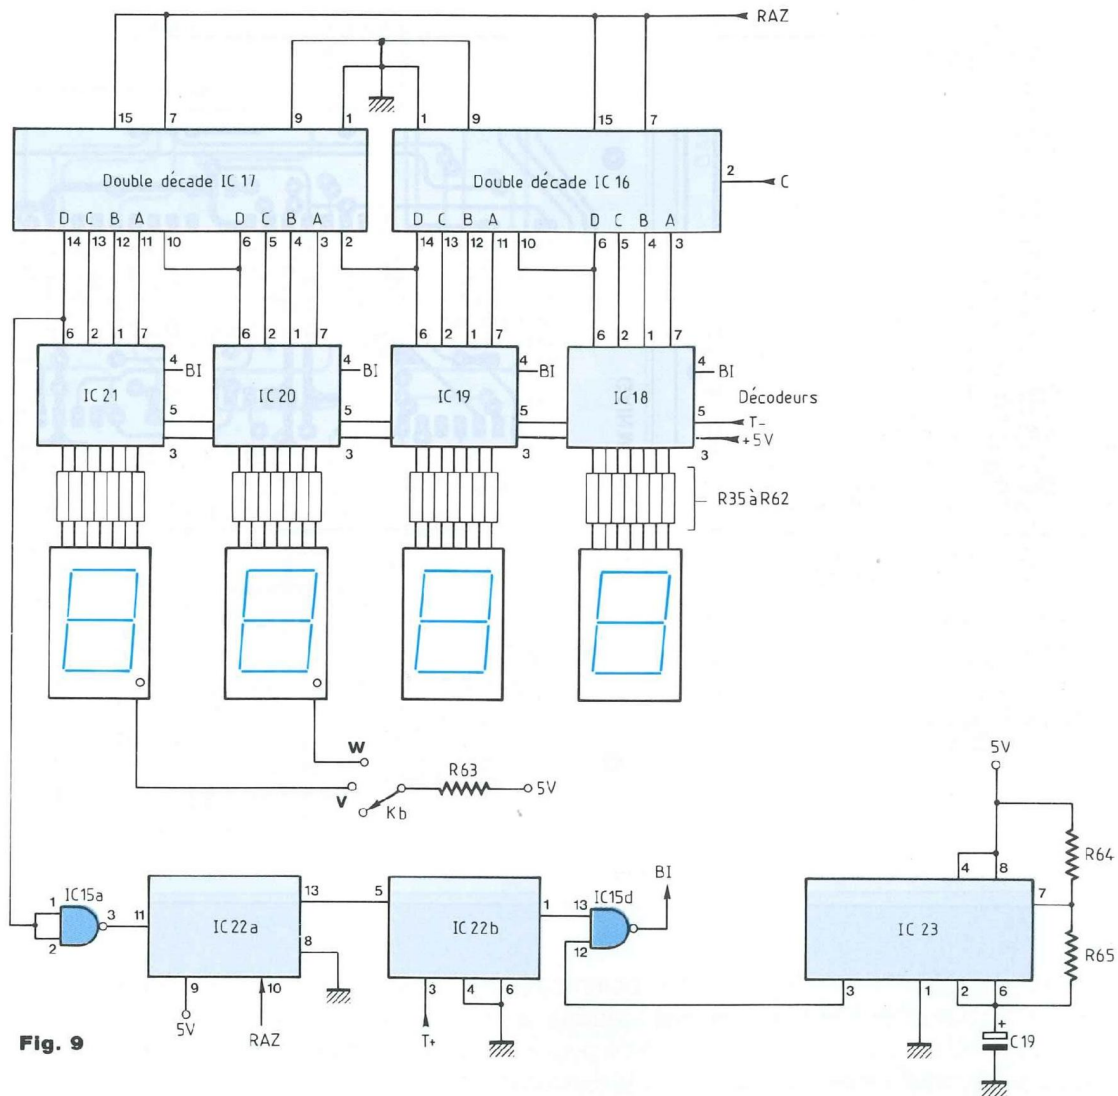 RAZ
15 7 9 1 1 9 15 7
Double décade IC 17
Double décade IC 16
2
C
D C B A D C B A D C B A D C B A
14 13 12 11 10 6 5 4 3 2 14 13 12 11 10 6 5 4 3
6 2 1 7 6 2 1 7 6 2 1 7 6 2 1 7
4 BI 4 BI 4 BI 4 BI
IC 21 IC 20 IC 19 IC 18
Décodeurs
5 5 5 5
T-
+5V
3 3 3 3
R35 à R62
W
R63
5V
V
Kb
5V
IC15a
13 5 IC15d BI
4 8
R64
1 3 11
IC 22a
IC 22b
1 13
7
IC 23
2
8
12
R65
9 10 3 4 6
3 1 2 6
5V
RAZ
T+
+
C19
Fig. 9